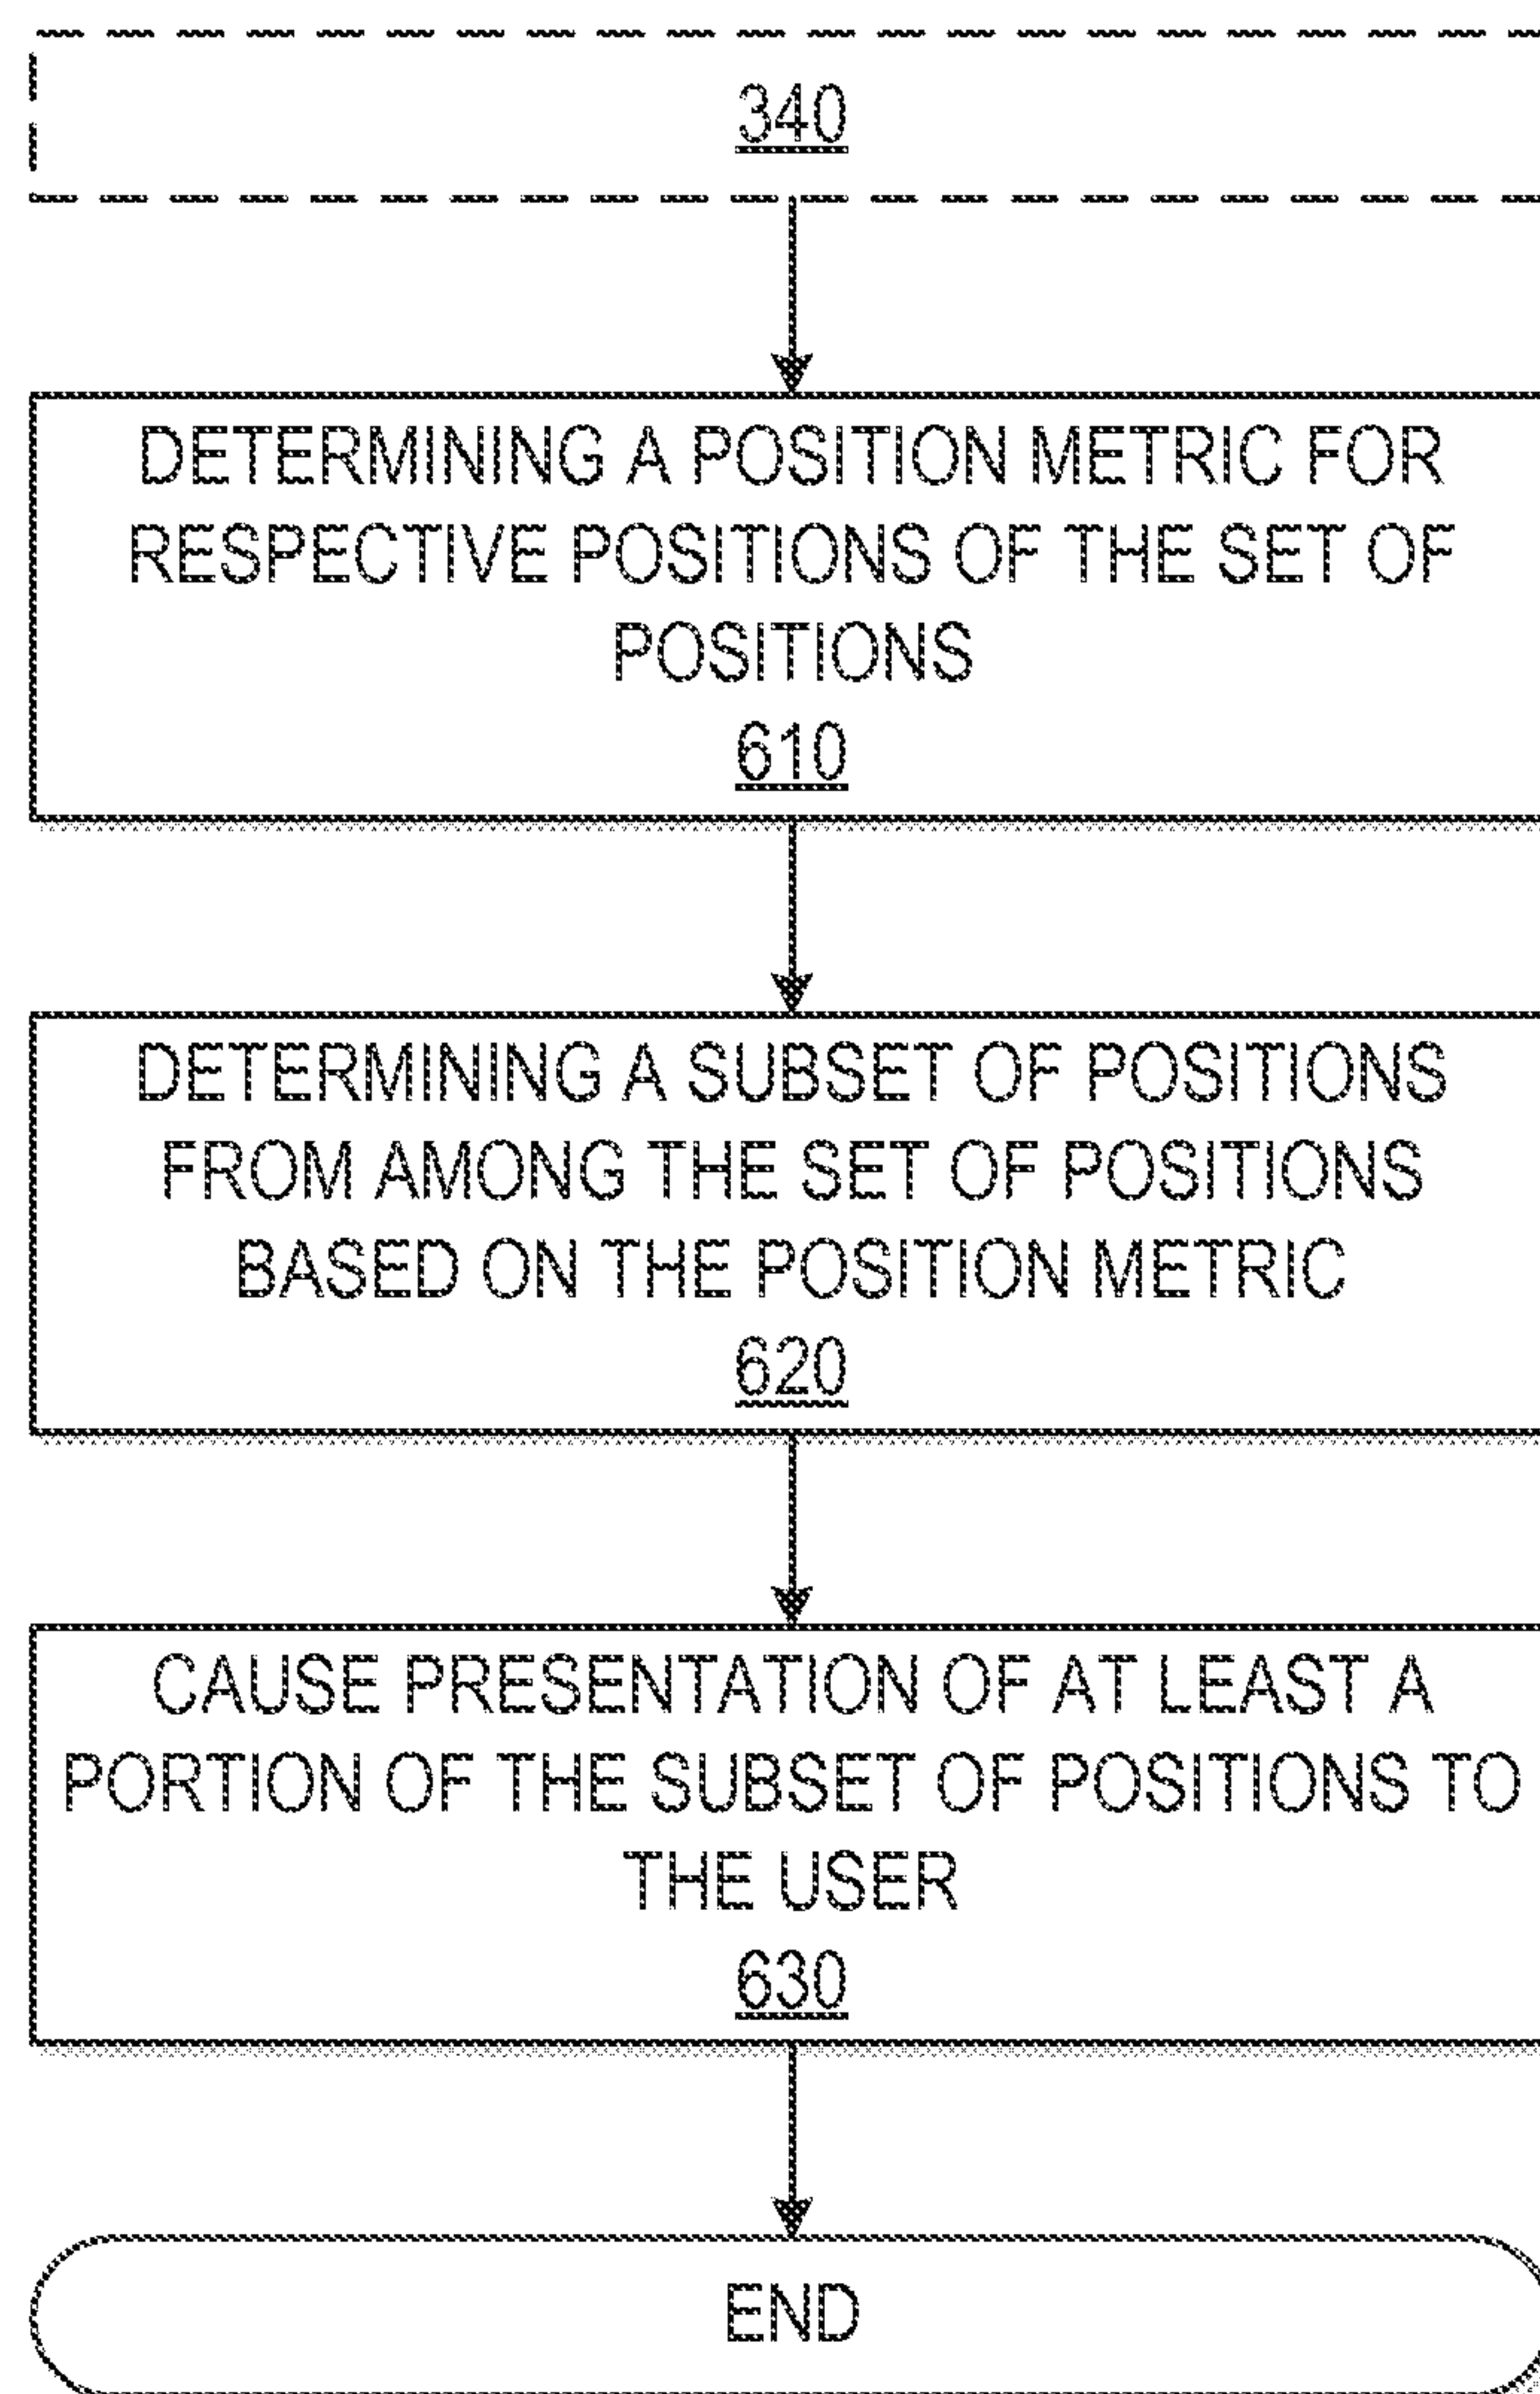 340
DETERMINING A POSITION METRIC FOR
RESPECTIVE POSITIONS OF THE SET OF
POSITIONS
610
DETERMINING A SUBSET OF POSITIONS
FROM AMONG THE SET OF POSITIONS
BASED ON THE POSITION METRIC
620
CAUSE PRESENTATION OF AT LEAST A
PORTION OF THE SUBSET OF POSITIONS TO
THE USER
630
END